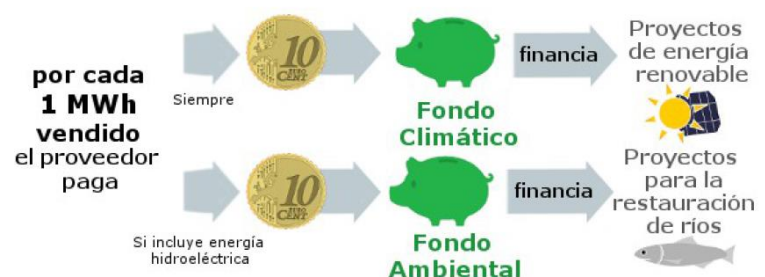 por cada
1 MWh
vendido
el proveedor
paga
Siempre
10
EURO
CENT
Fondo
Climático
financia
Proyectos
de energía
renovable
Si incluye energía
hidroeléctrica
10
EURO
CENT
Fondo
Ambiental
financia
Proyectos
para la
restauración
de ríos